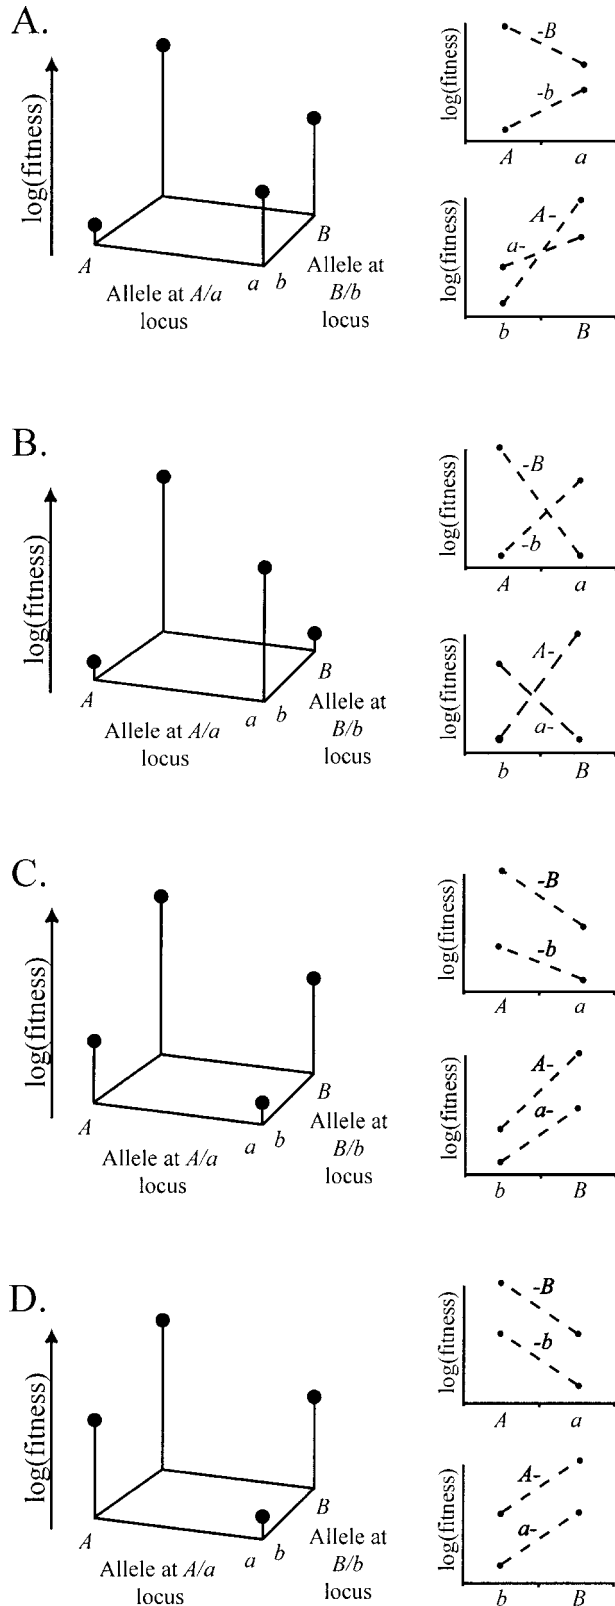 A.
log(fitness)
A
Allele at A/a
locus
a b
B
Allele at
B/b
locus
log(fitness)
-B
-b
A a
log(fitness)
A-
a-
b B
B.
log(fitness)
A
Allele at A/a
locus
a b
B
Allele at
B/b
locus
log(fitness)
-B
-b
A a
log(fitness)
A-
a-
b B
C.
log(fitness)
A
Allele at A/a
locus
a b
B
Allele at
B/b
locus
log(fitness)
-B
-b
A a
log(fitness)
A-
a-
b B
D.
log(fitness)
A
Allele at A/a
locus
a b
B
Allele at
B/b
locus
log(fitness)
-B
-b
A a
log(fitness)
A-
a-
b B